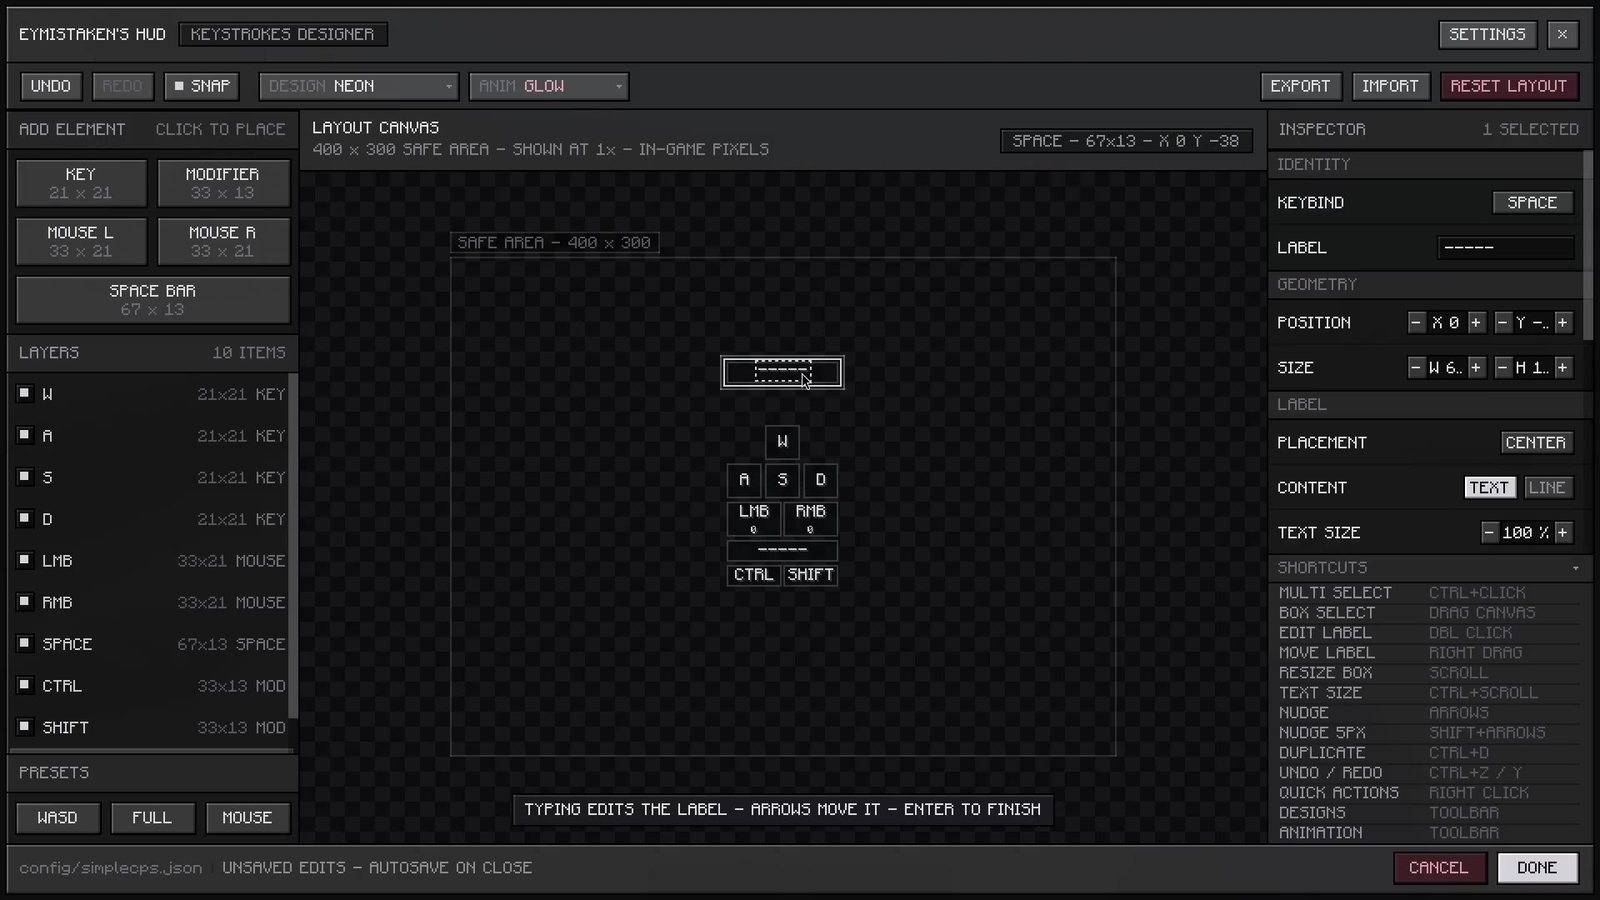 EYMISTAKEN'S HUD
KEYSTROKES DESIGNER
SETTINGS
×
UNDO
REDO
SNAP
DESIGN NEON
ANIM GLOW
EXPORT
IMPORT
RESET LAYOUT
ADD ELEMENT
CLICK TO PLACE
KEY
21 x 21
MODIFIER
33 x 13
MOUSE L
33 x 21
MOUSE R
33 x 21
SPACE BAR
67 x 13
LAYERS
10 ITEMS
W 21x21 KEY
A 21x21 KEY
S 21x21 KEY
D 21x21 KEY
LMB 33x21 MOUSE
RMB 33x21 MOUSE
SPACE 67x13 SPACE
CTRL 33x13 MOD
SHIFT 33x13 MOD
PRESETS
WASD
FULL
MOUSE
LAYOUT CANVAS
400 x 300 SAFE AREA – SHOWN AT 1x – IN-GAME PIXELS
SPACE – 67x13 – X 0 Y -38
SAFE AREA – 400 x 300
-----
W
A S D
LMB RMB
0 0
-----
CTRL SHIFT
TYPING EDITS THE LABEL – ARROWS MOVE IT – ENTER TO FINISH
INSPECTOR
1 SELECTED
IDENTITY
KEYBIND
SPACE
LABEL
-----
GEOMETRY
POSITION
- X 0 +
- Y -.. +
SIZE
- W 6.. +
- H 1.. +
LABEL
PLACEMENT
CENTER
CONTENT
TEXT
LINE
TEXT SIZE
- 100 % +
SHORTCUTS
MULTI SELECT CTRL+CLICK
BOX SELECT DRAG CANVAS
EDIT LABEL DBL CLICK
MOVE LABEL RIGHT DRAG
RESIZE BOX SCROLL
TEXT SIZE CTRL+SCROLL
NUDGE ARROWS
NUDGE 5PX SHIFT+ARROWS
DUPLICATE CTRL+D
UNDO / REDO CTRL+Z / Y
QUICK ACTIONS RIGHT CLICK
DESIGNS TOOLBAR
ANIMATION TOOLBAR
config/simplecps.json
UNSAVED EDITS – AUTOSAVE ON CLOSE
CANCEL
DONE